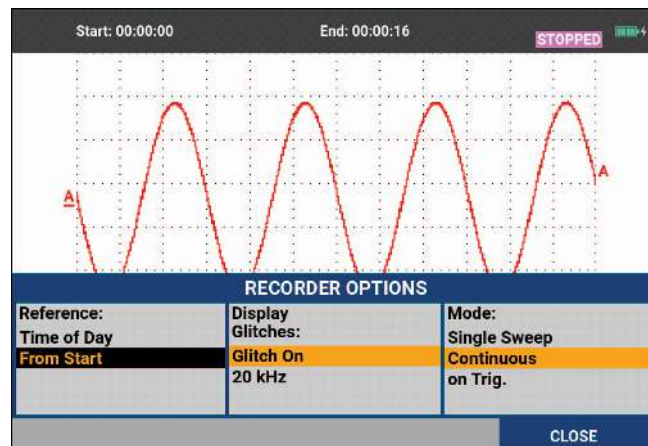 Start: 00:00:00
End: 00:00:16
STOPPED
A
A
RECORDER OPTIONS
Reference:
Time of Day
From Start
Display
Glitches:
Glitch On
20 kHz
Mode:
Single Sweep
Continuous
on Trig.
CLOSE